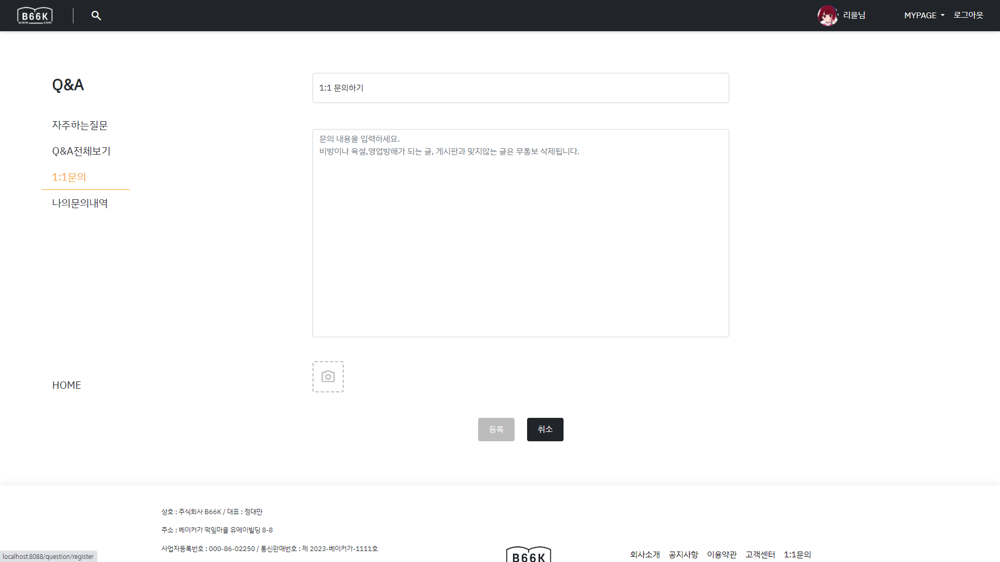 B66K
www.com
리을님
MYPAGE
로그아웃
Q&A
자주하는질문
Q&A전체보기
1:1문의
나의문의내역
HOME
1:1 문의하기
문의 내용을 입력하세요.
비방이나 욕설,영업방해가 되는 글, 게시판과 맞지않는 글은 무통보 삭제됩니다.
등록
취소
상호 : 주식회사 B66K / 대표 : 정대만
주소 : 베이커가 떡잎마을 유에이빌딩 8-8
사업자등록번호 : 000-86-02250 / 통신판매번호 : 제 2023-베이커가-1111호
B66K
회사소개 공지사항 이용약관 고객센터 1:1문의
localhost:8088/question/register